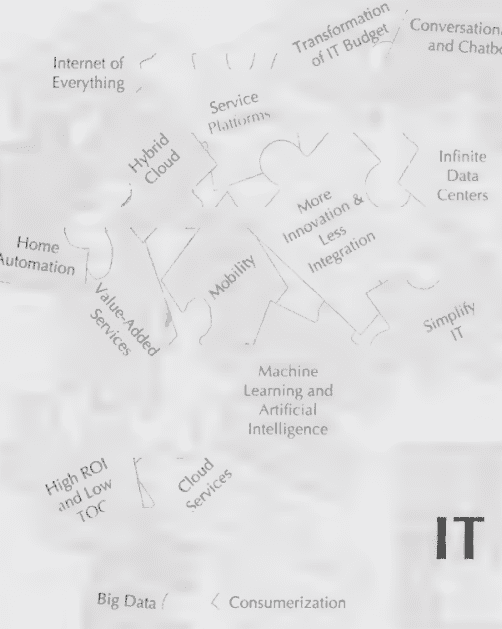 Transformation
of IT Budget
and
Internet of
Everything
Service
Platforms
Hybrid
Cloud
Infinite
Data
Centers
More
Innovation &
Less
Integration
Home
Automation
Mobility
Value-Added
Services
Simplify
IT
Machine
Learning and
Artificial
Intelligence
High ROI
and Low
TOC
Cloud
Services
IT
Big Data
Consumerization